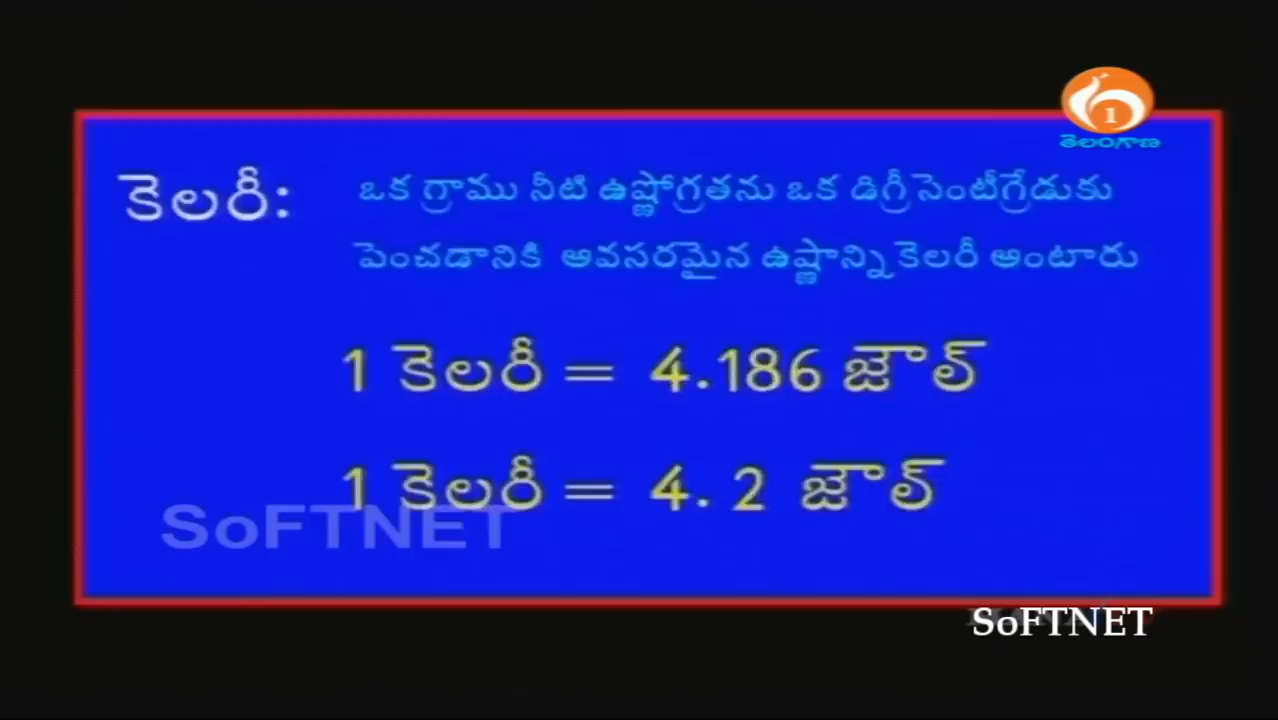 1
తెలంగాణ
కెలరీ: ఒక గ్రాము నీటి ఉష్ణోగ్రతను ఒక డిగ్రీ సెంటీగ్రేడుకు
పెంచడానికి అవసరమైన ఉష్ణాన్ని కెలరీ అంటారు
1 కెలరీ = 4.186 జౌల్
1 కెలరీ = 4.2 జౌల్
SoFTNET
SoFTNET